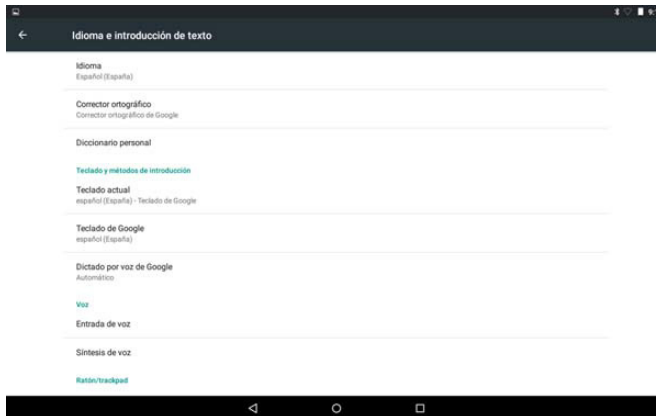 Idioma e introducción de texto
Idioma
Español (España)
Corrector ortográfico
Corrector ortográfico de Google
Diccionario personal
Teclado y métodos de introducción
Teclado actual
español (España) - Teclado de Google
Teclado de Google
español (España)
Dictado por voz de Google
Automático
Voz
Entrada de voz
Síntesis de voz
Ratón/trackpad